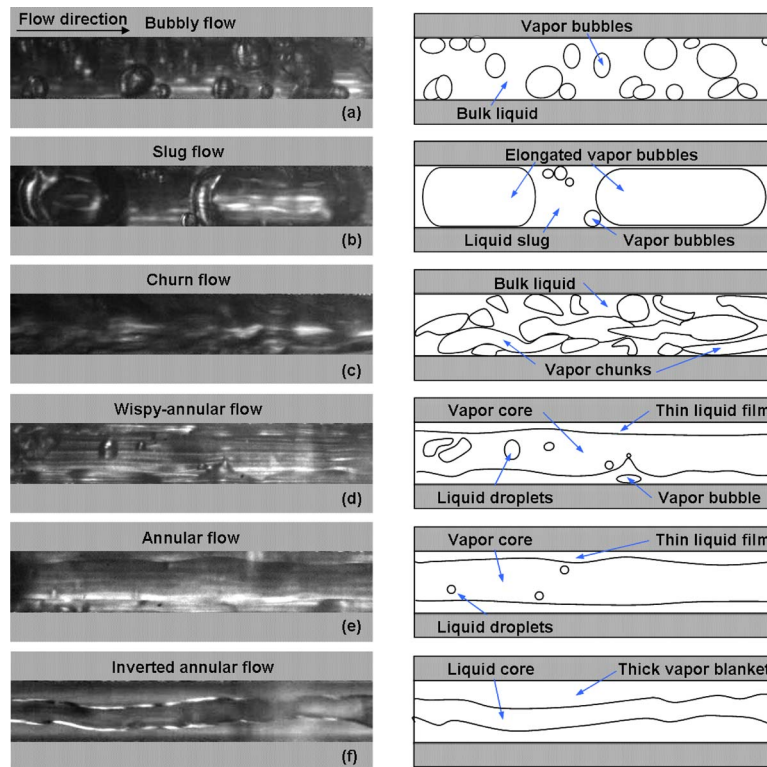 Flow direction
Bubbly flow
(a)
Vapor bubbles
Bulk liquid
Slug flow
(b)
Elongated vapor bubbles
Liquid slug
Vapor bubbles
Churn flow
(c)
Bulk liquid
Vapor chunks
Wispy-annular flow
(d)
Vapor core
Thin liquid film
Liquid droplets
Vapor bubble
Annular flow
(e)
Vapor core
Thin liquid film
Liquid droplets
Inverted annular flow
(f)
Liquid core
Thick vapor blanket